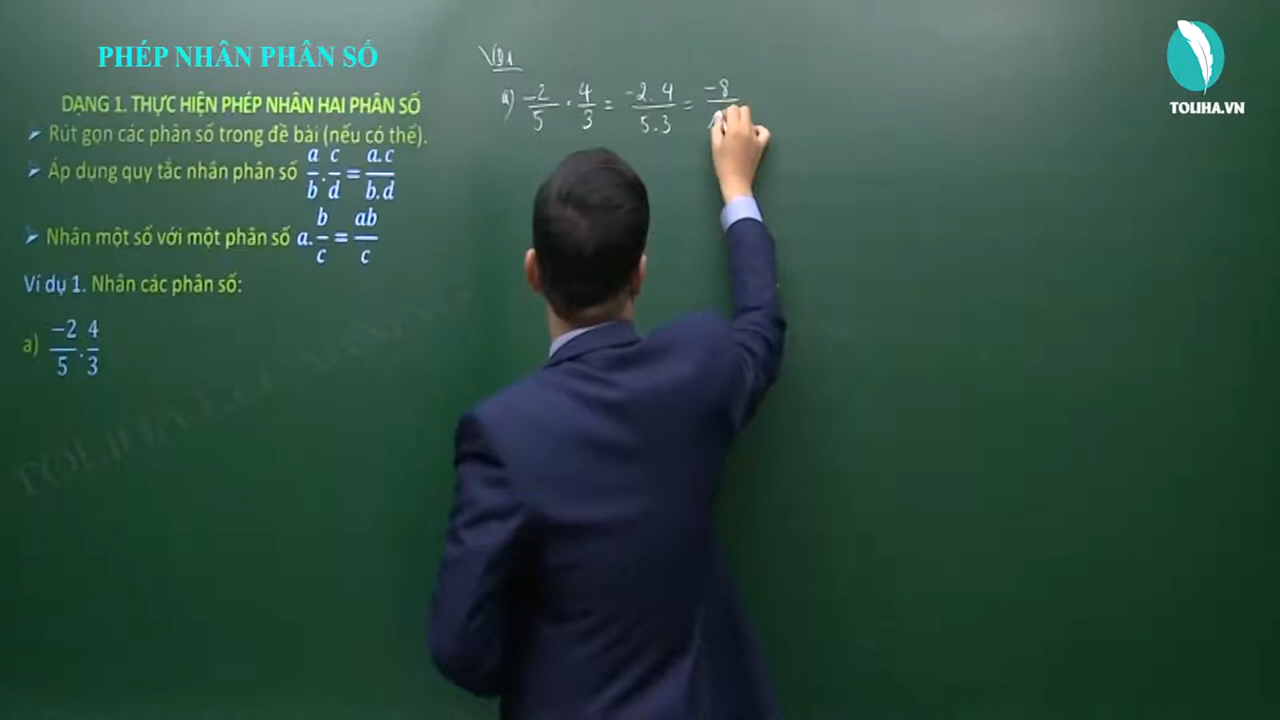 PHÉP NHÂN PHÂN SỐ
DẠNG 1. THỰC HIỆN PHÉP NHÂN HAI PHÂN SỐ
➢ Rút gọn các phân số trong đề bài (nếu có thể).
➢ Áp dụng quy tắc nhân phân số a/b . c/d = a.c/b.d
➢ Nhân một số với một phân số a. b/c = ab/c
Ví dụ 1. Nhân các phân số:
a) −2/5 . 4/3
VD1
a) −2/5 . 4/3 = −2.4/5.3 = −8
TOLIHA.VN